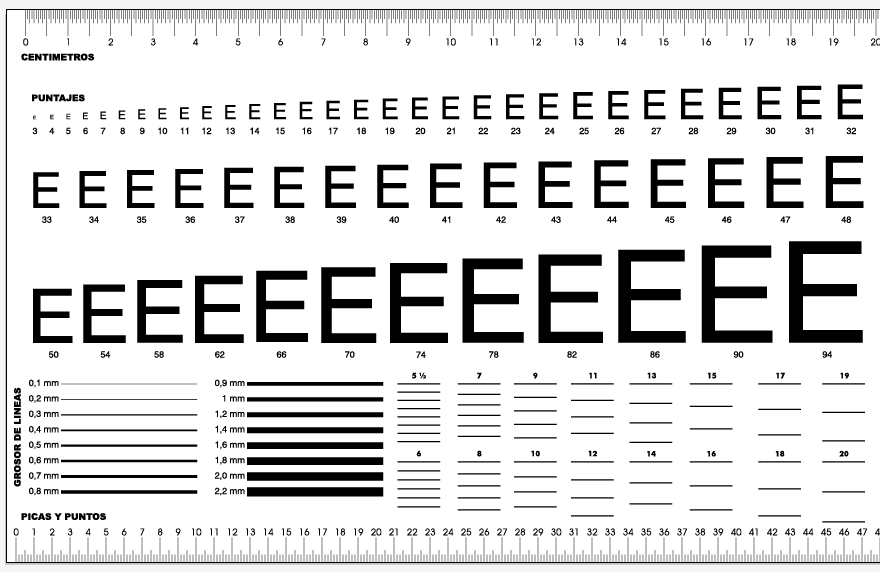 0 1 2 3 4 5 6 7 8 9 10 11 12 13 14 15 16 17 18 19 20
CENTIMETROS
PUNTAJES
E E E E E E E E E E E E E E E E E E E E E E E E E E E E E E
3 4 5 6 7 8 9 10 11 12 13 14 15 16 17 18 19 20 21 22 23 24 25 26 27 28 29 30 31 32
E E E E E E E E E E E E E E E E
33 34 35 36 37 38 39 40 41 42 43 44 45 46 47 48
E E E E E E E E E E E E
50 54 58 62 66 70 74 78 82 86 90 94
GROSOR DE LINEAS
0,1 mm
0,2 mm
0,3 mm
0,4 mm
0,5 mm
0,6 mm
0,7 mm
0,8 mm
0,9 mm
1 mm
1,2 mm
1,4 mm
1,6 mm
1,8 mm
2,0 mm
2,2 mm
5 ½ 7 9 11 13 15 17 19
6 8 10 12 14 16 18 20
PICAS Y PUNTOS
0 1 2 3 4 5 6 7 8 9 10 11 12 13 14 15 16 17 18 19 20 21 22 23 24 25 26 27 28 29 30 31 32 33 34 35 36 37 38 39 40 41 42 43 44 45 46 47